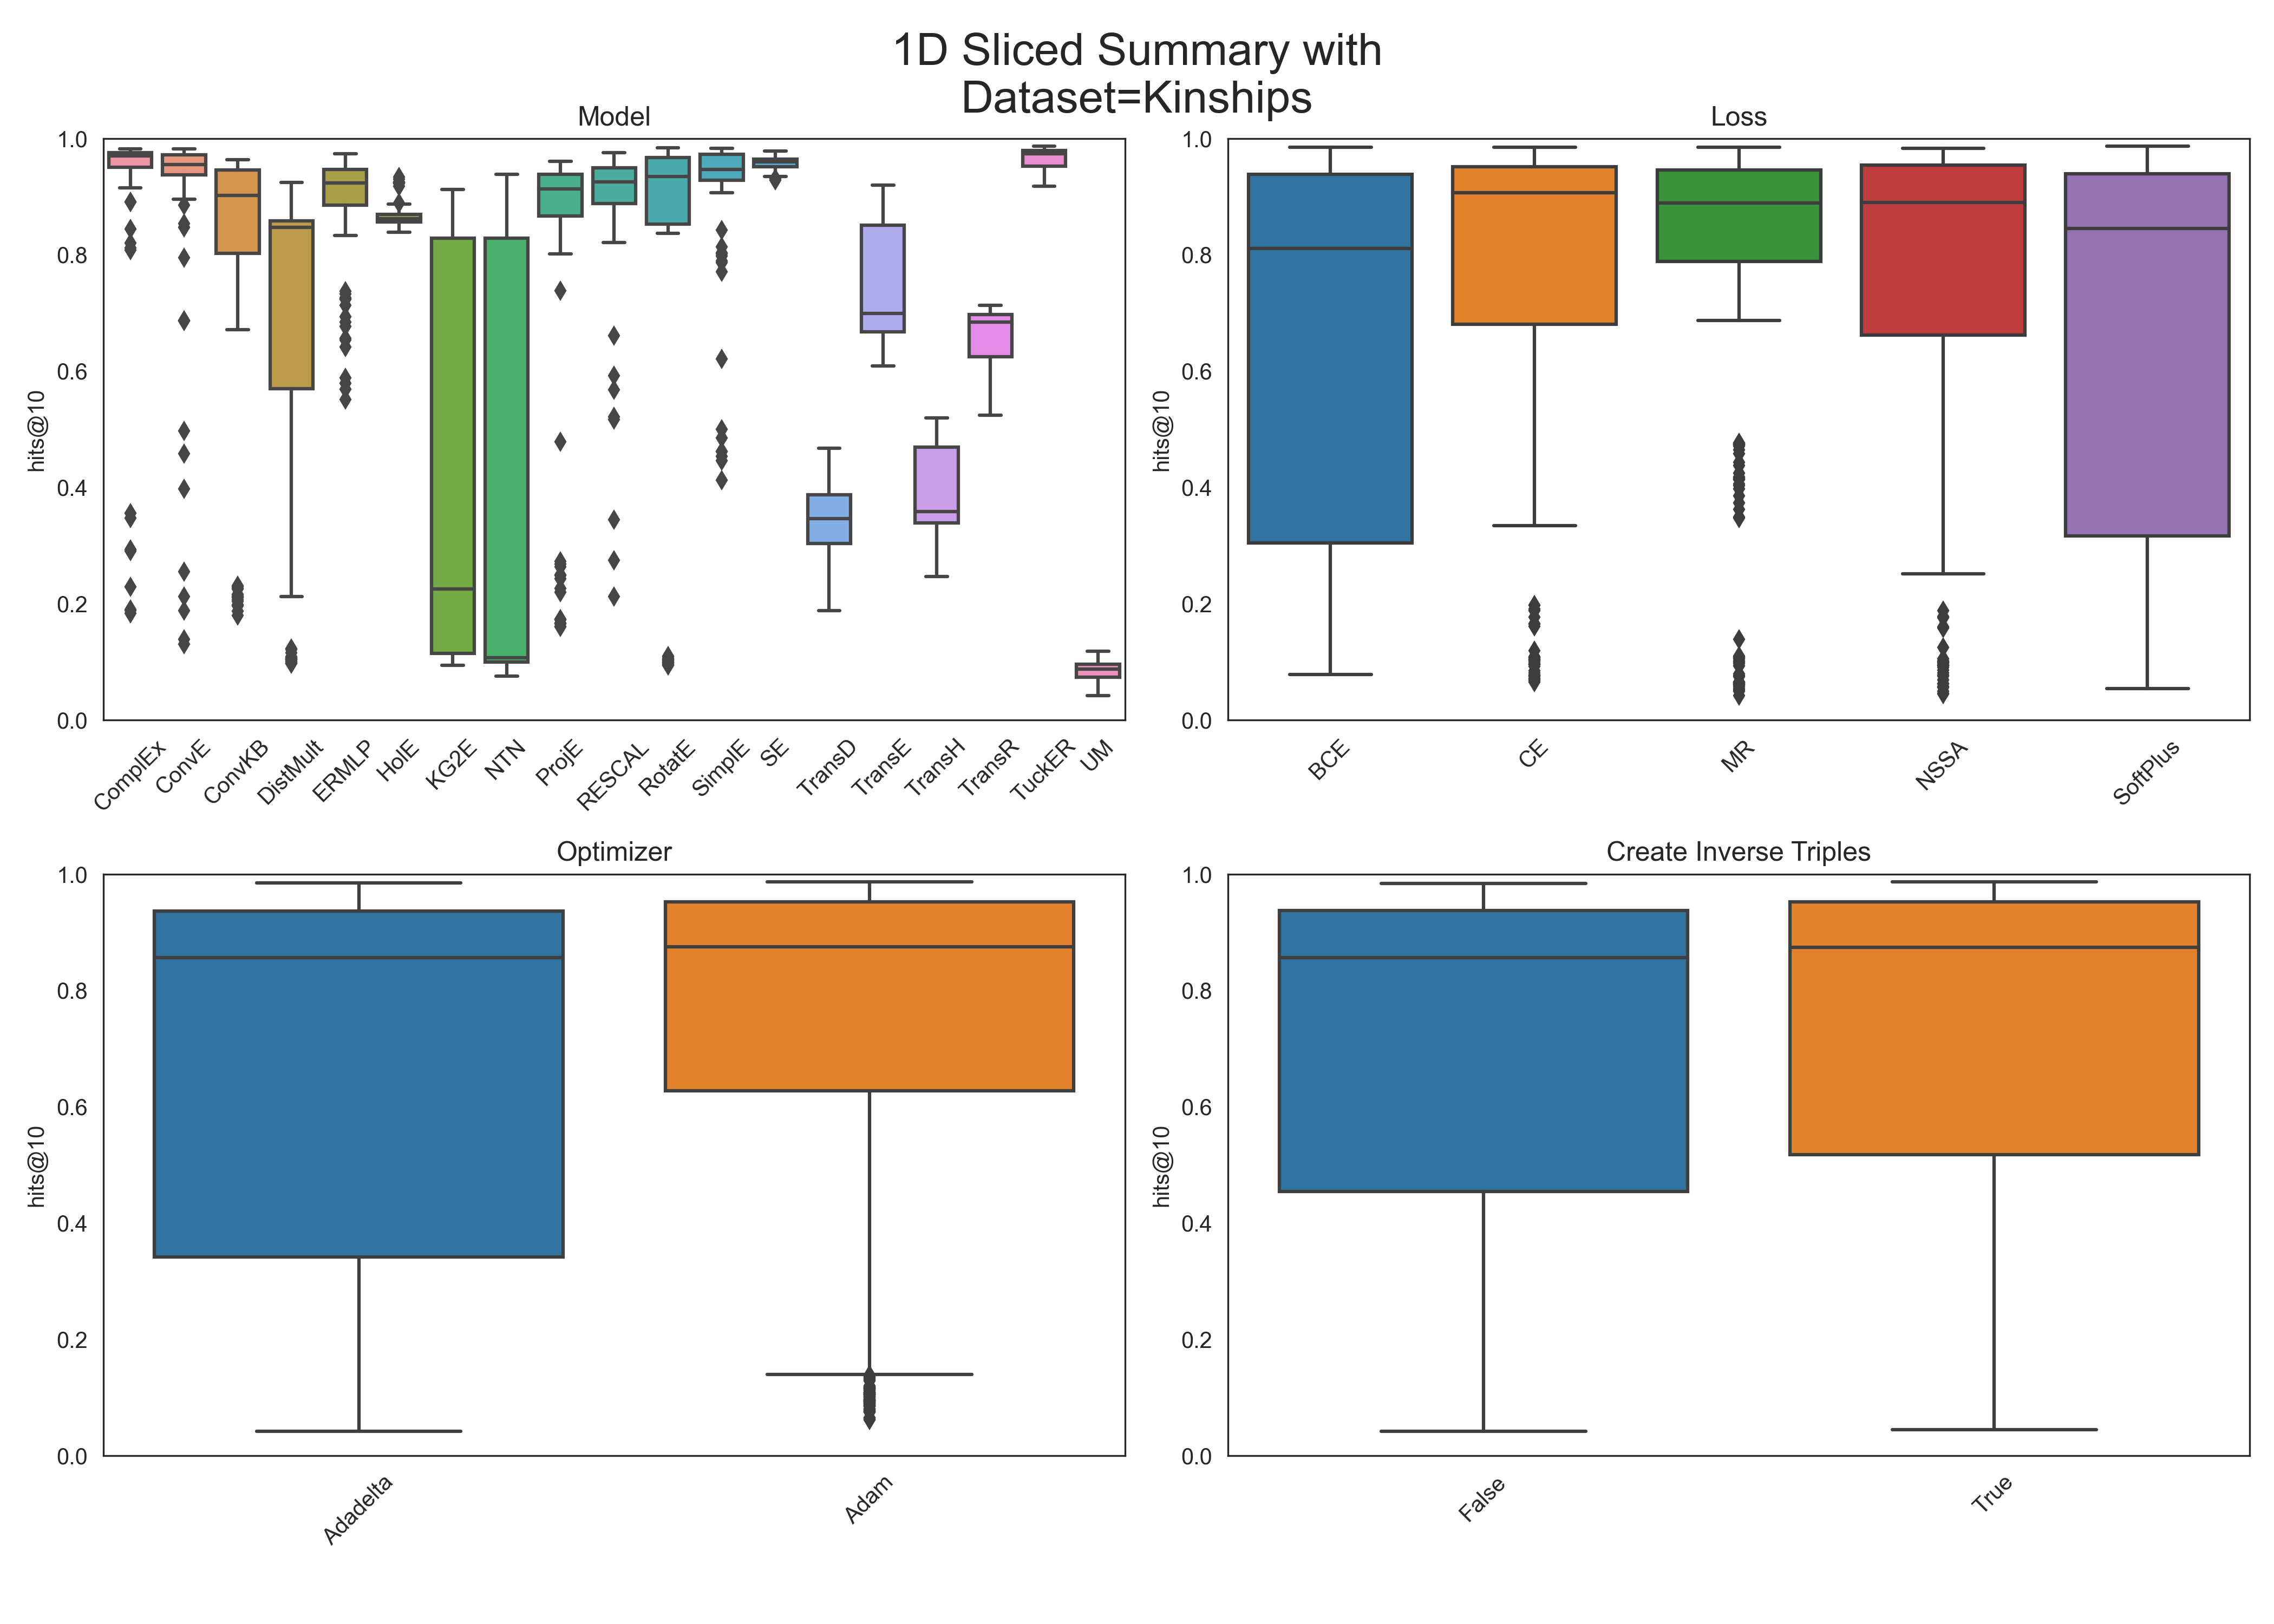 1D Sliced Summary with
Dataset=Kinships
Model
1.0
0.8
0.6
0.4
0.2
0.0
hits@10
ComplEx
ConvE
ConvKB
DistMult
ERMLP
HolE
KG2E
NTN
ProjE
RESCAL
RotatE
SimplE
SE
TransD
TransE
TransH
TransR
TuckER
UM
Loss
1.0
0.8
0.6
0.4
0.2
0.0
hits@10
BCE
CE
MR
NSSA
SoftPlus
Optimizer
1.0
0.8
0.6
0.4
0.2
0.0
hits@10
Adadelta
Adam
Create Inverse Triples
1.0
0.8
0.6
0.4
0.2
0.0
hits@10
False
True